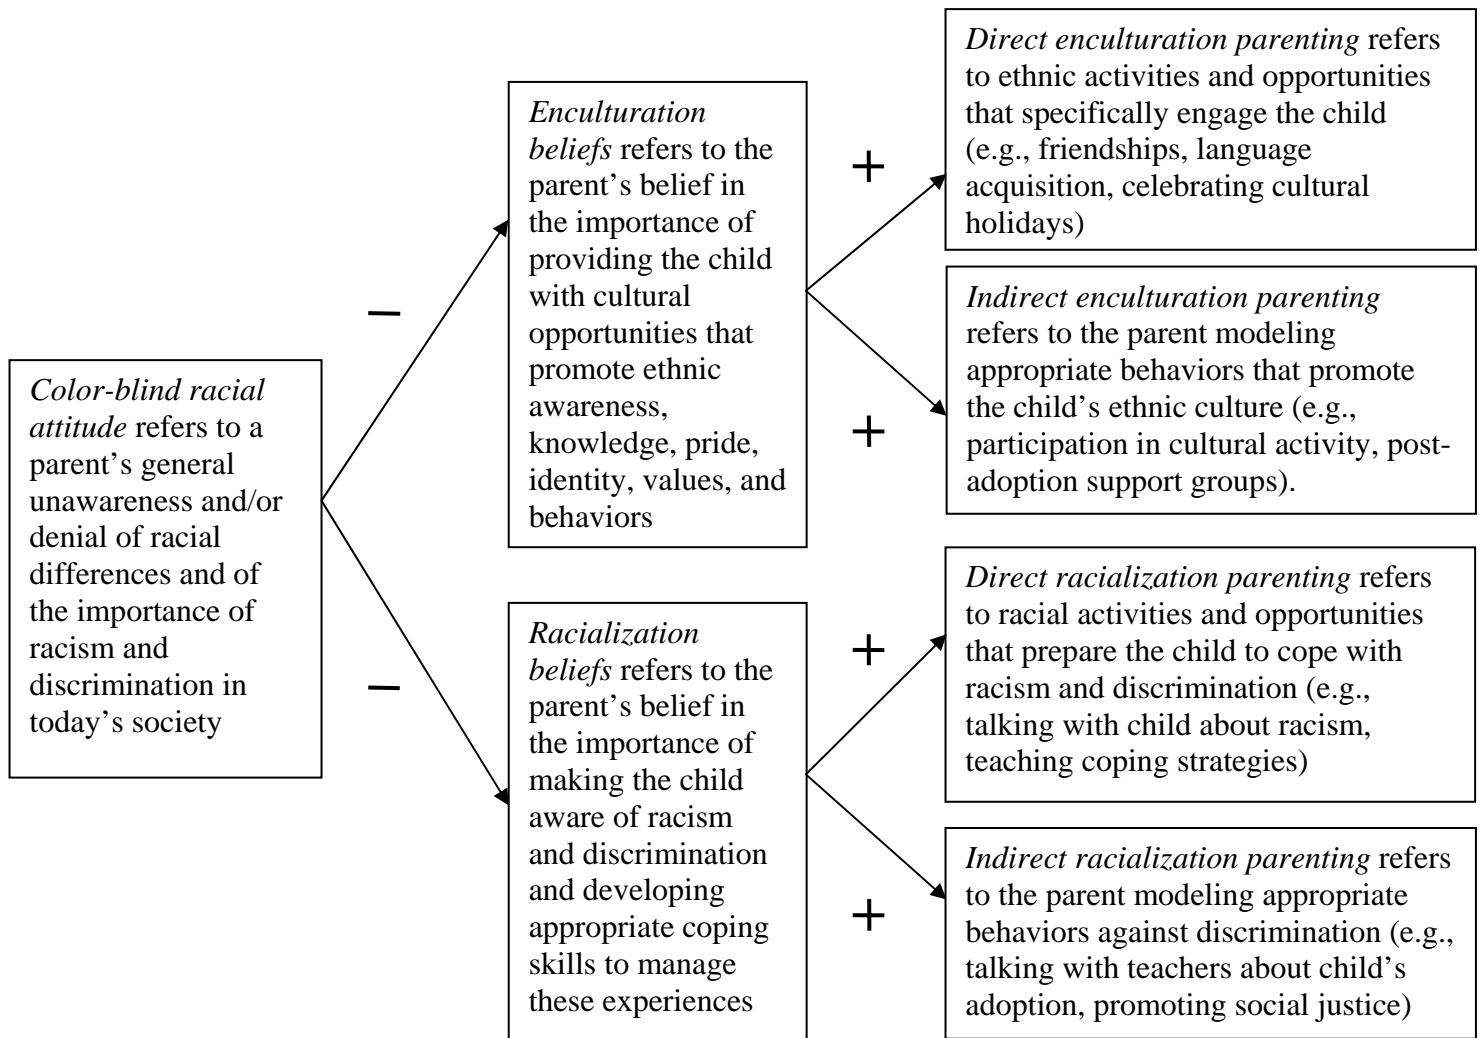 Color-blind racial
attitude refers to a
parent’s general
unawareness and/or
denial of racial
differences and of
the importance of
racism and
discrimination in
today’s society
−
−
Enculturation
beliefs refers to the
parent’s belief in
the importance of
providing the child
with cultural
opportunities that
promote ethnic
awareness,
knowledge, pride,
identity, values, and
behaviors
Racialization
beliefs refers to the
parent’s belief in
the importance of
making the child
aware of racism
and discrimination
and developing
appropriate coping
skills to manage
these experiences
+
+
+
+
Direct enculturation parenting refers
to ethnic activities and opportunities
that specifically engage the child
(e.g., friendships, language
acquisition, celebrating cultural
holidays)
Indirect enculturation parenting
refers to the parent modeling
appropriate behaviors that promote
the child’s ethnic culture (e.g.,
participation in cultural activity, post-
adoption support groups).
Direct racialization parenting refers
to racial activities and opportunities
that prepare the child to cope with
racism and discrimination (e.g.,
talking with child about racism,
teaching coping strategies)
Indirect racialization parenting refers
to the parent modeling appropriate
behaviors against discrimination (e.g.,
talking with teachers about child’s
adoption, promoting social justice)